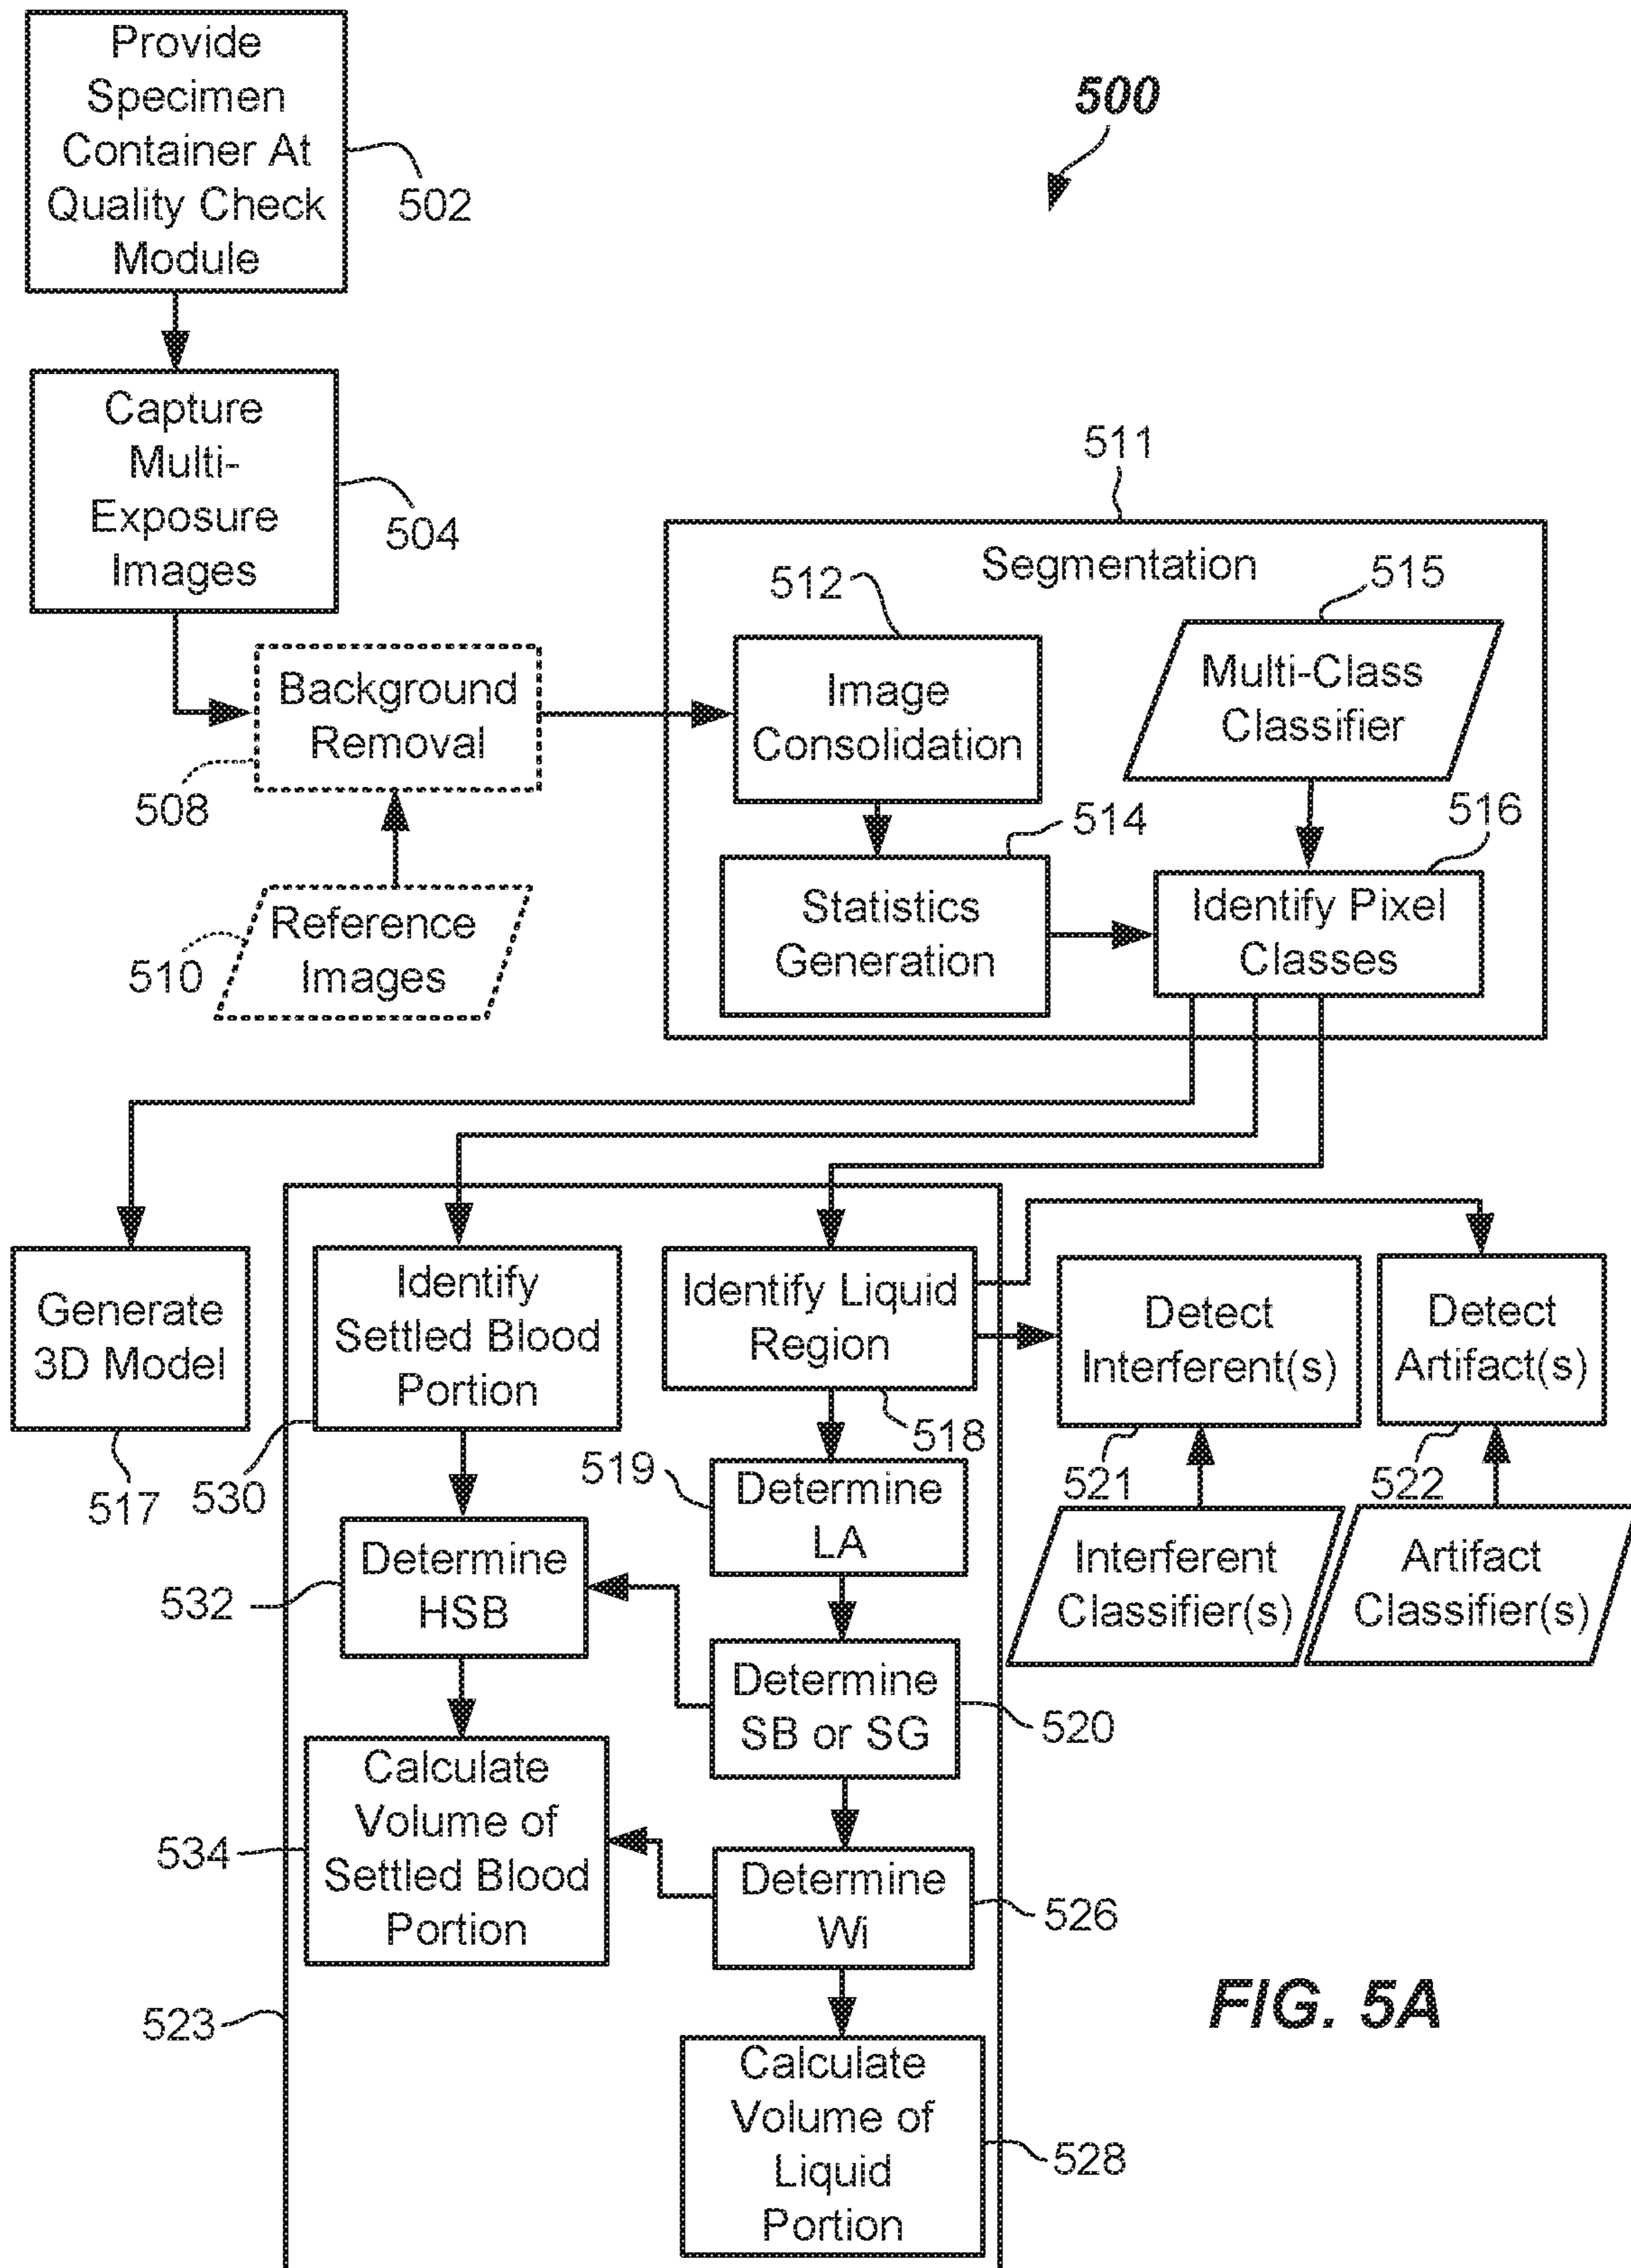 Provide
Specimen
Container At
Quality Check
Module
502
500
Capture
Multi-
Exposure
Images
504
511
Segmentation
512
515
Image
Consolidation
Multi-Class
Classifier
Background
Removal
508
514
516
Reference
Images
510
Statistics
Generation
Identify Pixel
Classes
Generate
3D Model
517
Identify
Settled Blood
Portion
530
Identify Liquid
Region
518
Detect
Interferent(s)
521
Detect
Artifact(s)
522
519
Determine
LA
Interferent
Classifier(s)
Artifact
Classifier(s)
Determine
HSB
532
Determine
SB or SG
520
Calculate
Volume of
Settled Blood
Portion
534
Determine
Wi
526
523
FIG. 5A
Calculate
Volume of
Liquid
Portion
528